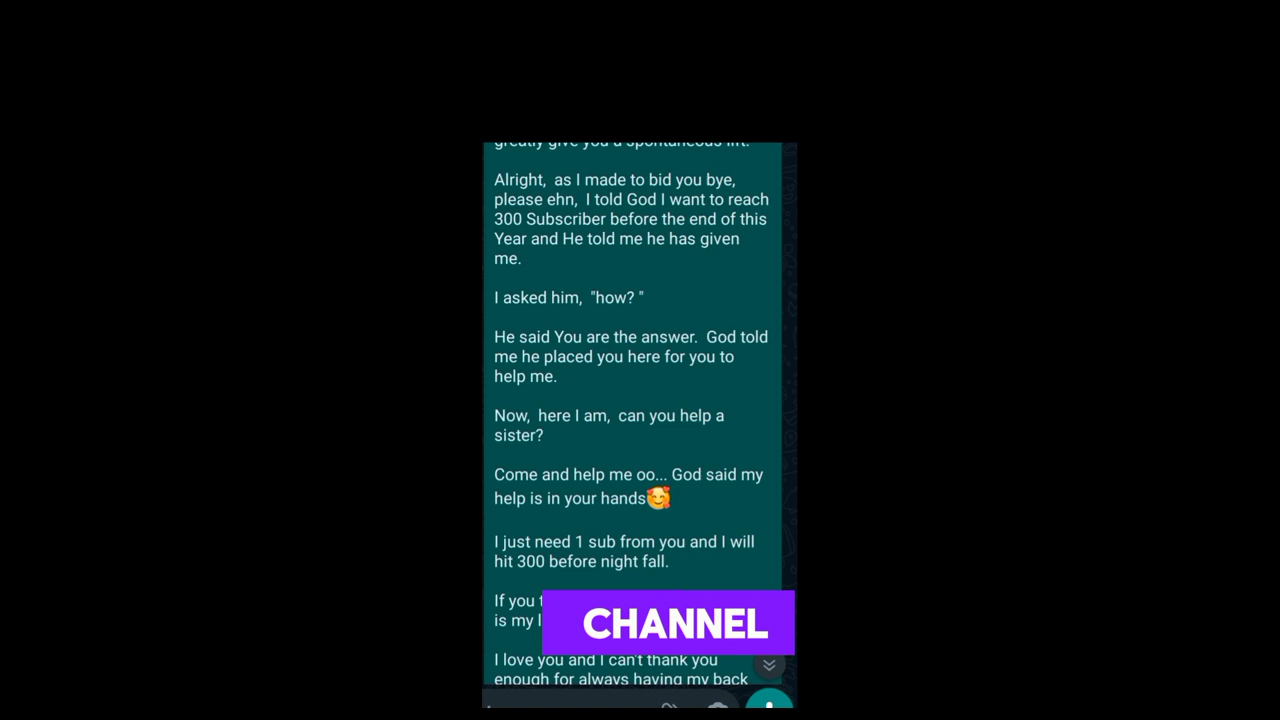 greatly give you a spontaneous lift.
Alright, as I made to bid you bye,
please ehn, I told God I want to reach
300 Subscriber before the end of this
Year and He told me he has given
me.
I asked him, "how? "
He said You are the answer. God told
me he placed you here for you to
help me.
Now, here I am, can you help a
sister?
Come and help me oo... God said my
help is in your hands🥰
I just need 1 sub from you and I will
hit 300 before night fall.
If you
is my
CHANNEL
I love you and I can't thank you
enough for always having my back